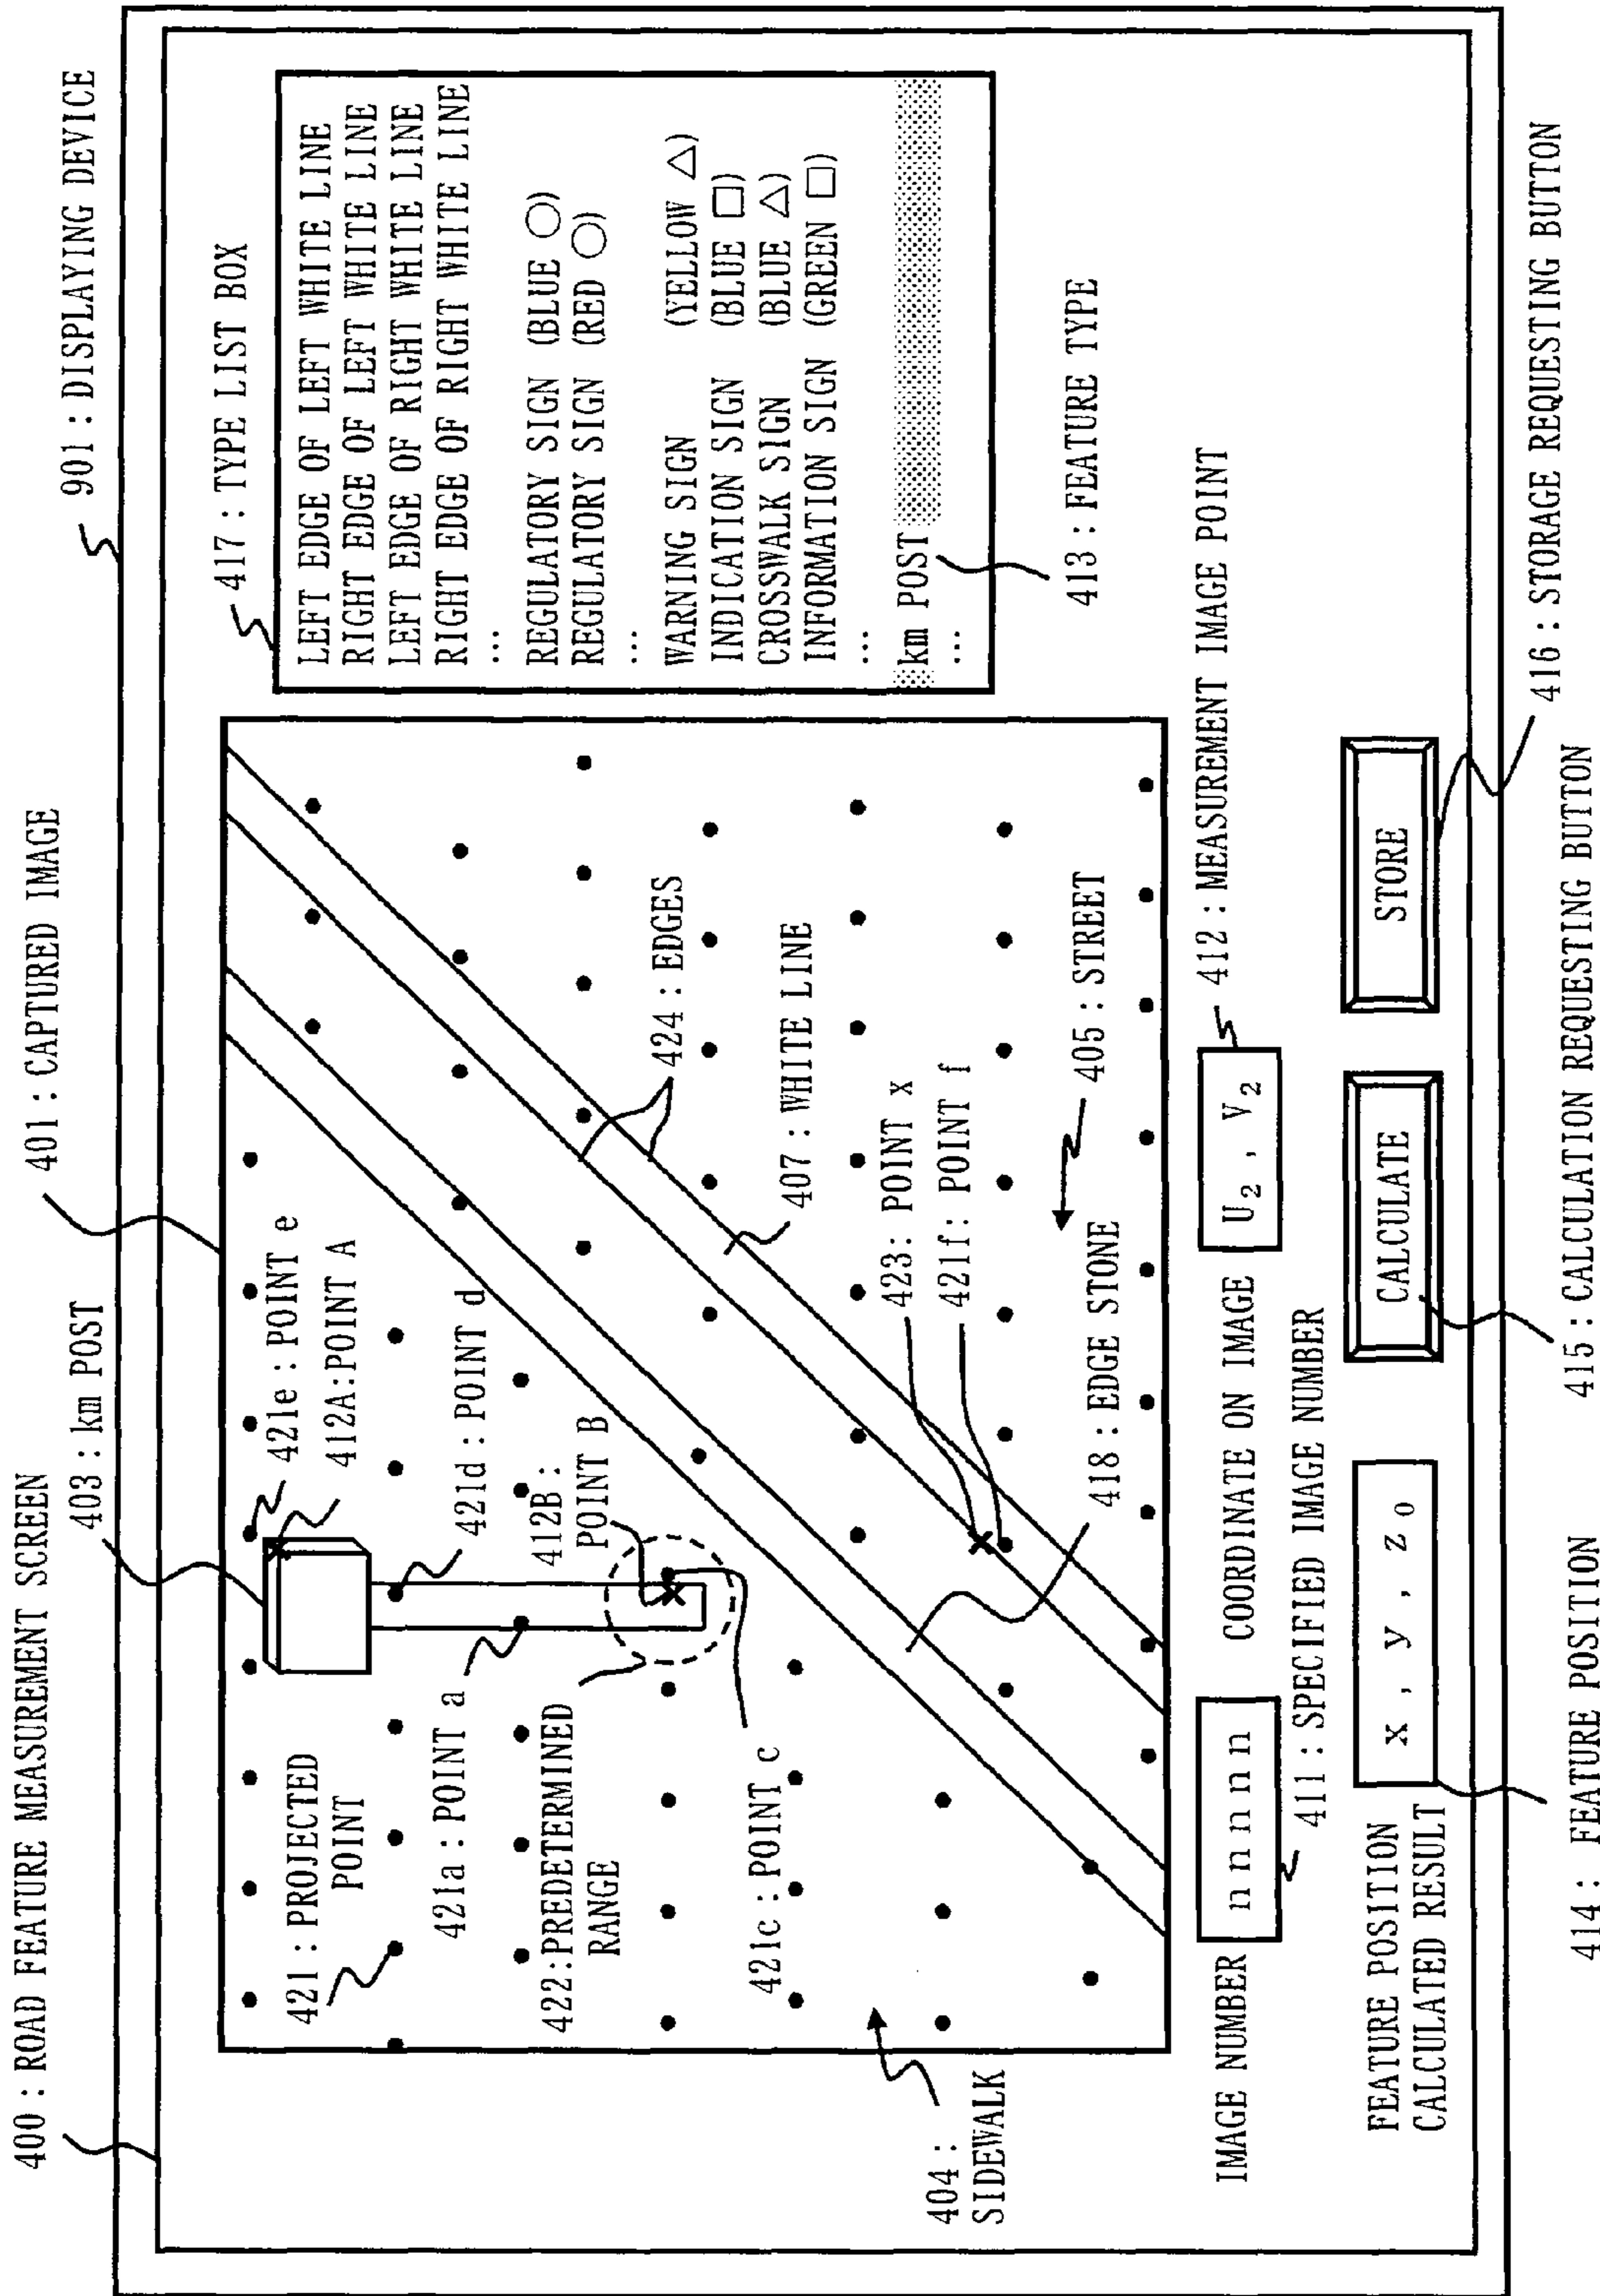 400 : ROAD FEATURE MEASUREMENT SCREEN
401 : CAPTURED IMAGE
901 : DISPLAYING DEVICE
403 : km POST
417 : TYPE LIST BOX
421e : POINT e
412A:POINT A
421 : PROJECTED
POINT
421a : POINT a
421d : POINT d
412B :
POINT B
422:PREDETERMINED
RANGE
421c : POINT c
424 : EDGES
407 : WHITE LINE
423: POINT x
421f: POINT f
405 : STREET
418 : EDGE STONE
404 :
SIDEWALK
LEFT EDGE OF LEFT WHITE LINE
RIGHT EDGE OF LEFT WHITE LINE
LEFT EDGE OF RIGHT WHITE LINE
RIGHT EDGE OF RIGHT WHITE LINE
...
REGULATORY SIGN (BLUE ○)
REGULATORY SIGN (RED ○)
...
WARNING SIGN (YELLOW △)
INDICATION SIGN (BLUE □)
CROSSWALK SIGN (BLUE △)
INFORMATION SIGN (GREEN □)
...
km POST
...
413 : FEATURE TYPE
412 : MEASUREMENT IMAGE POINT
IMAGE NUMBER n n n n n COORDINATE ON IMAGE U₂ , V₂
411 : SPECIFIED IMAGE NUMBER
FEATURE POSITION
CALCULATED RESULT
x , y , z₀
CALCULATE
STORE
416 : STORAGE REQUESTING BUTTON
414 : FEATURE POSITION
415 : CALCULATION REQUESTING BUTTON